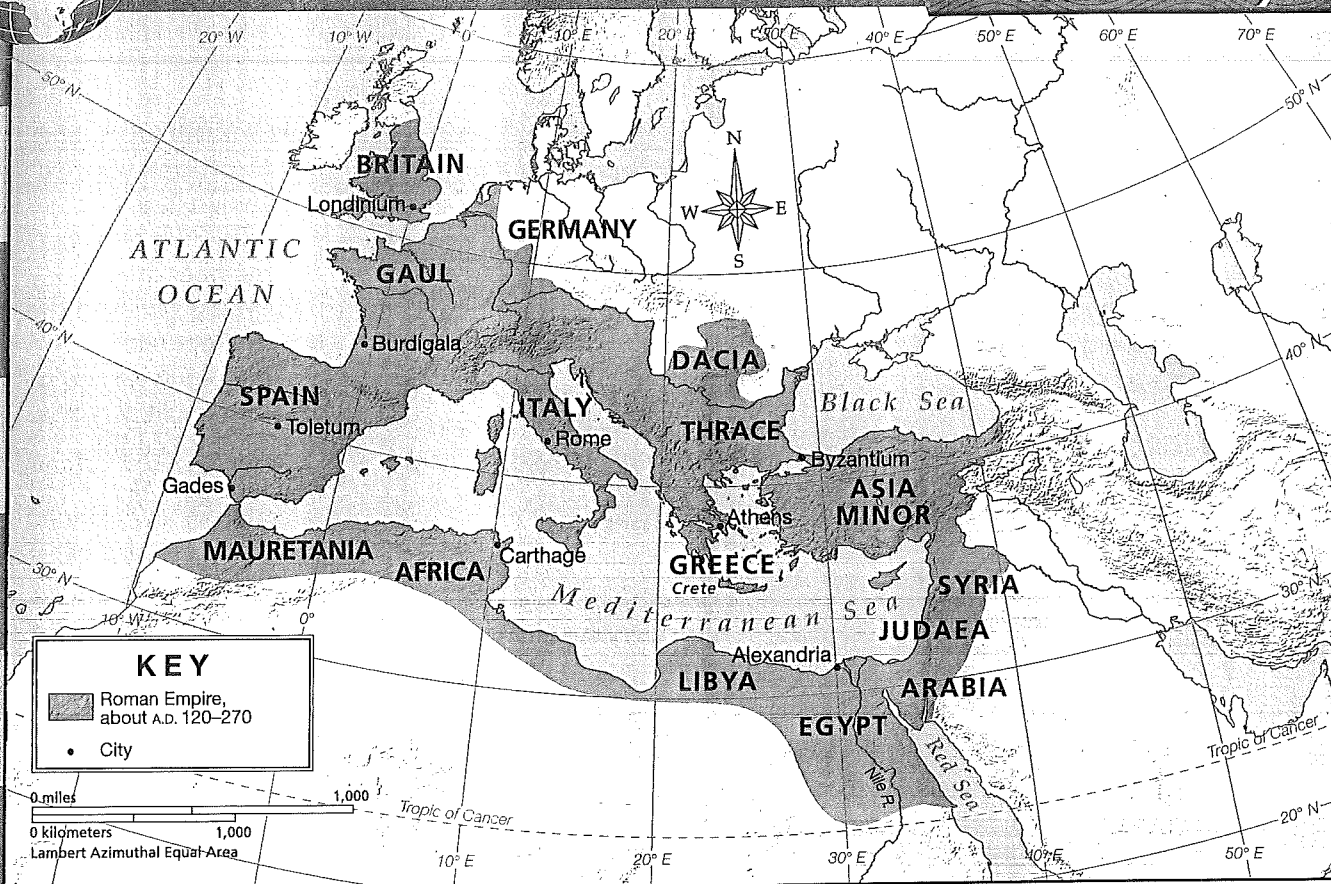 20° W
10° W
0°
10° E
20° E
30° E
40° E
50° E
60° E
70° E
50° N
50° N
N
W
E
S
BRITAIN
Londinium
GERMANY
ATLANTIC
OCEAN
GAUL
40° N
40° N
Burdigala
DACIA
SPAIN
ITALY
Black Sea
Toletum
Rome
THRACE
Byzantium
Gades
ASIA
MINOR
Athens
MAURETANIA
Carthage
AFRICA
GREECE
Crete
SYRIA
30° N
30° N
Mediterranean Sea
10° W
0°
JUDAEA
Alexandria
LIBYA
ARABIA
EGYPT
Red Sea
Nile R.
Tropic of Cancer
KEY
Roman Empire,
about A.D. 120–270
City
0 miles
1,000
0 kilometers
1,000
Lambert Azimuthal Equal Area
Tropic of Cancer
20° N
10° E
20° E
30° E
40° E
50° E